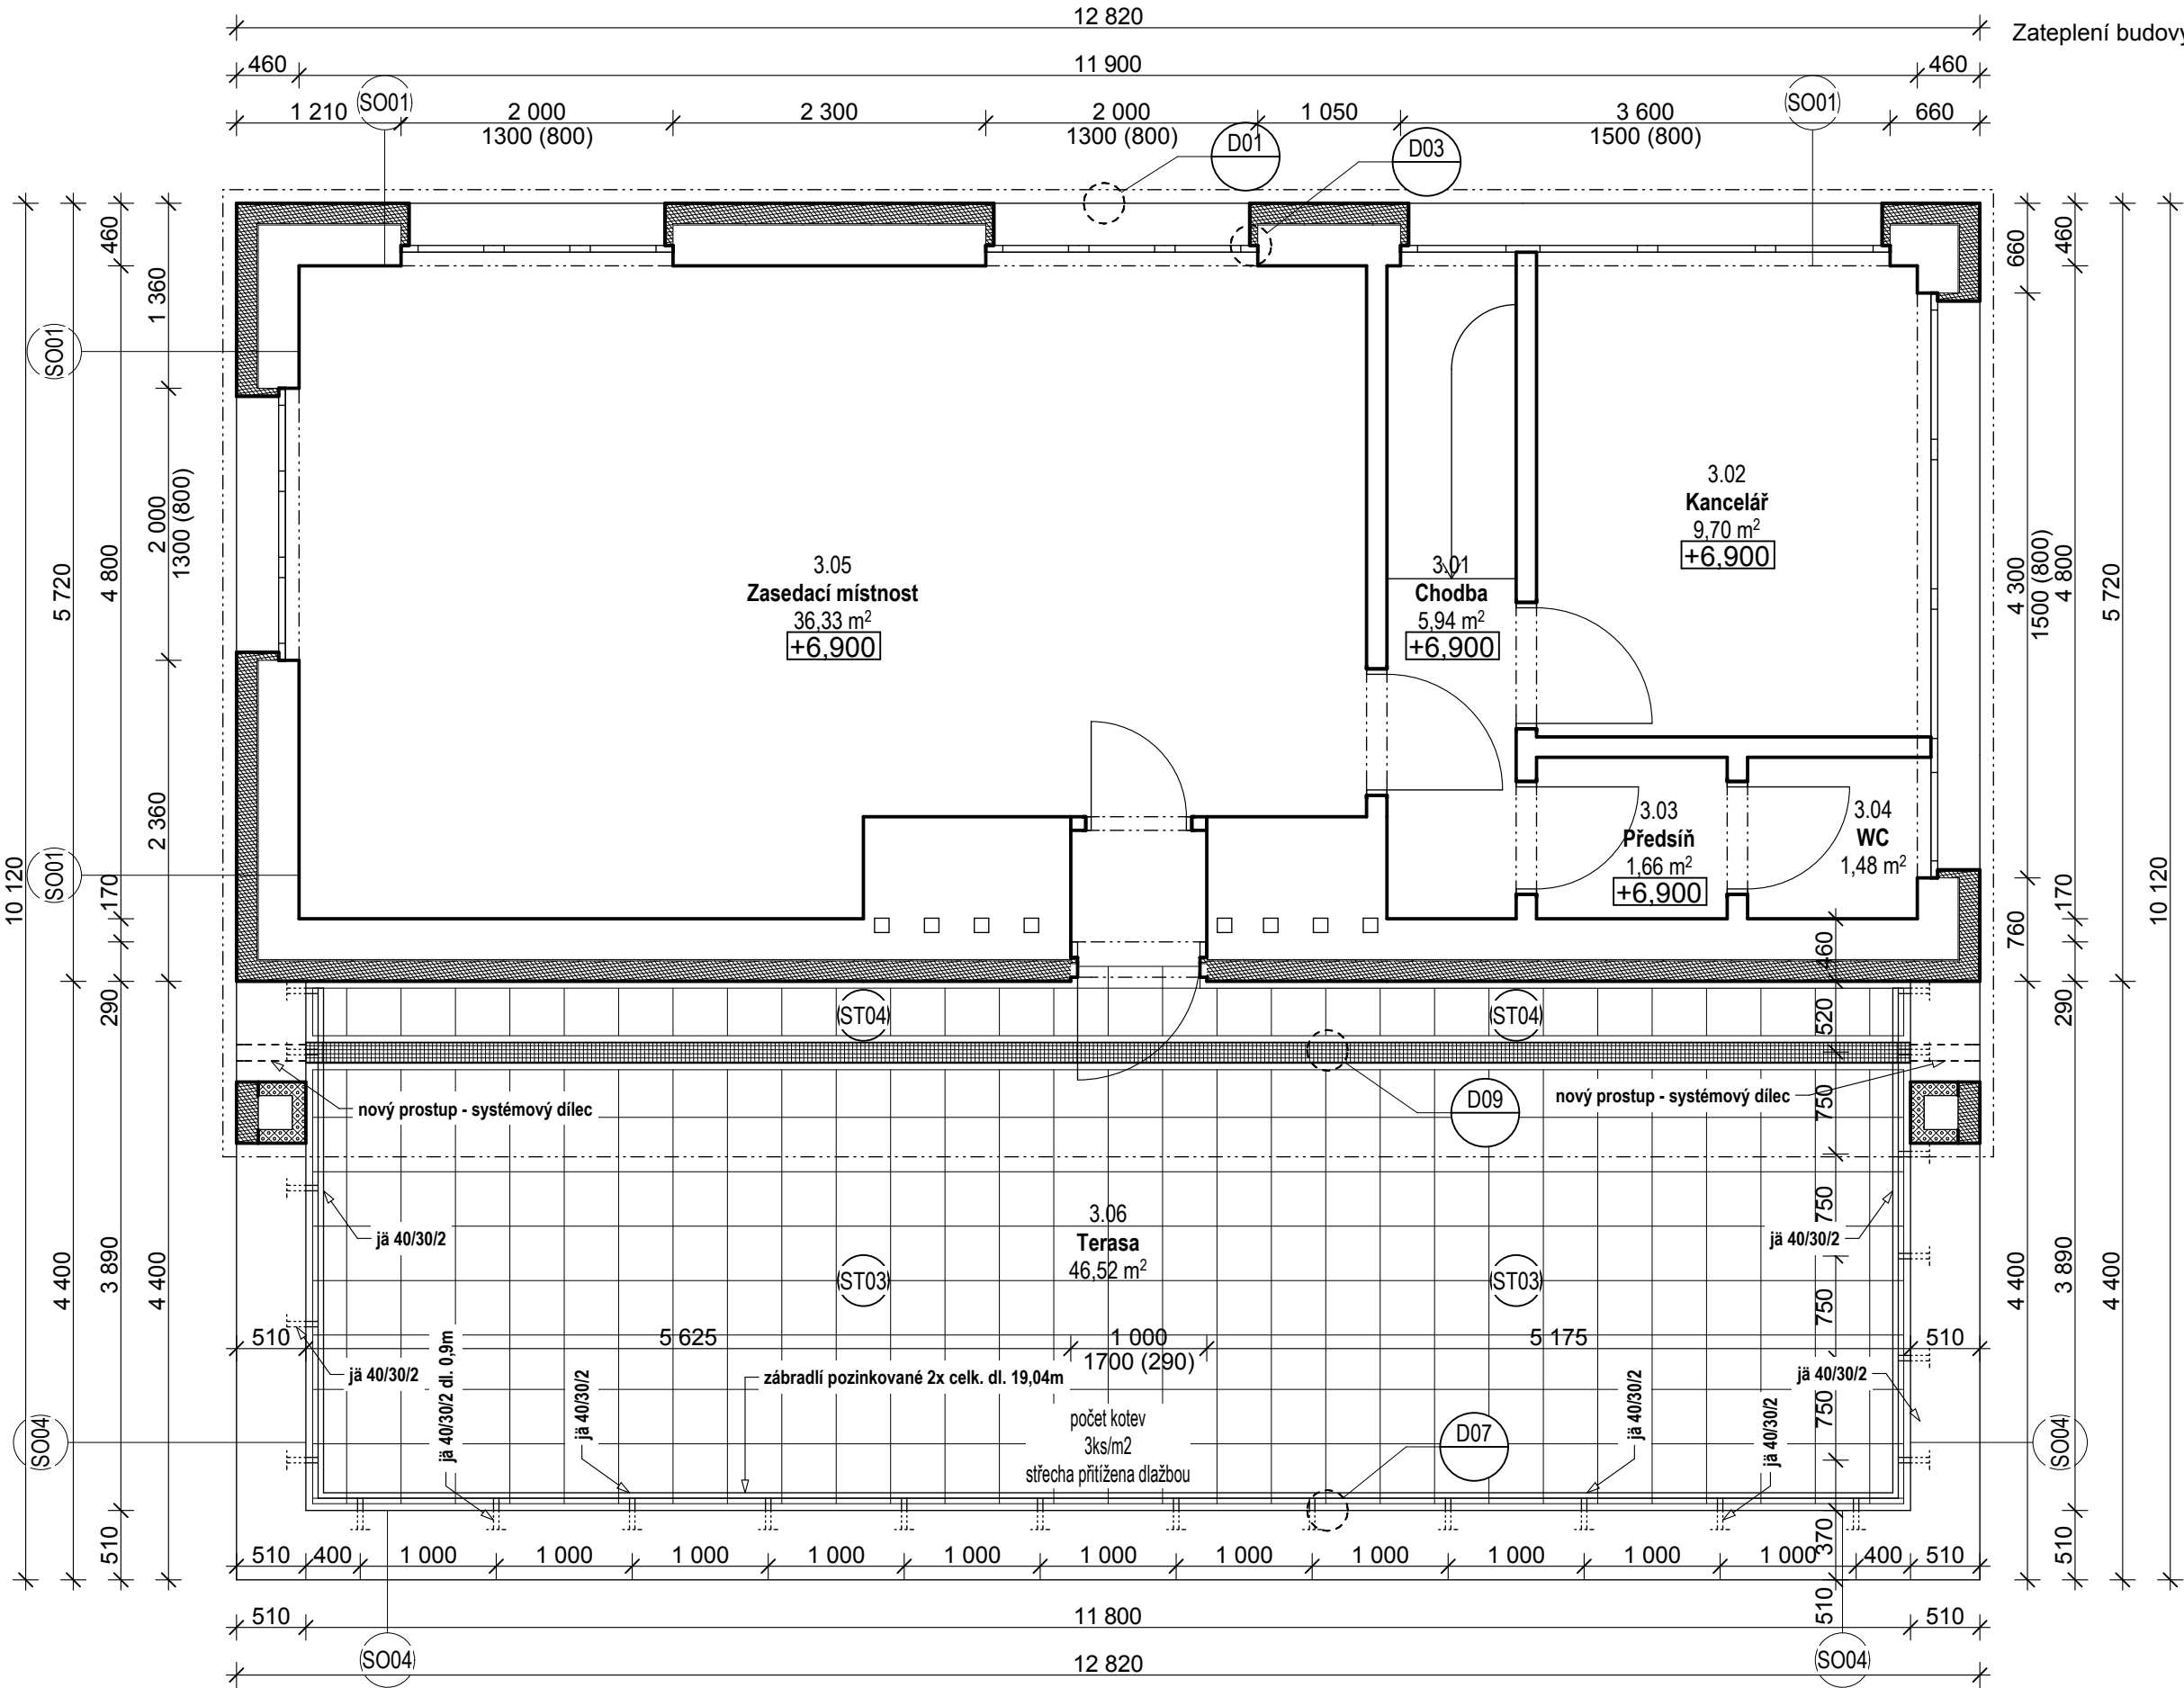 12 820
Zateplení budovy
460
11 900
460
1 210
SO01
2 000
1300 (800)
2 300
2 000
1300 (800)
1 050
3 600
1500 (800)
SO01
660
D01
D03
10 120
5 720
460
4 800
170
290
1 360
2 000
1300 (800)
2 360
SO01
SO01
3.05
Zasedací místnost
36,33 m²
+6,900
3.01
Chodba
5,94 m²
+6,900
3.02
Kancelář
9,70 m²
+6,900
3.03
Předsíň
1,66 m²
+6,900
3.04
WC
1,48 m²
660
4 300
1500 (800)
760
460
4 800
170
290
5 720
10 120
460
520
750
750
750
750
370
510
ST04
ST04
nový prostup - systémový dílec
D09
nový prostup - systémový dílec
jä 40/30/2
3.06
Terasa
46,52 m²
jä 40/30/2
ST03
ST03
4 400
3 890
4 400
4 400
3 890
4 400
510
5 625
1 000
1700 (290)
5 175
510
jä 40/30/2
jä 40/30/2 dl. 0,9m
jä 40/30/2
zábradlí pozinkované 2x celk. dl. 19,04m
jä 40/30/2
jä 40/30/2
jä 40/30/2
počet kotev
3ks/m2
střecha přitížena dlažbou
D07
SO04
SO04
510
510
510
400
1 000
1 000
1 000
1 000
1 000
1 000
1 000
1 000
1 000
1 000
1 000
400
510
510
11 800
510
SO04
12 820
SO04